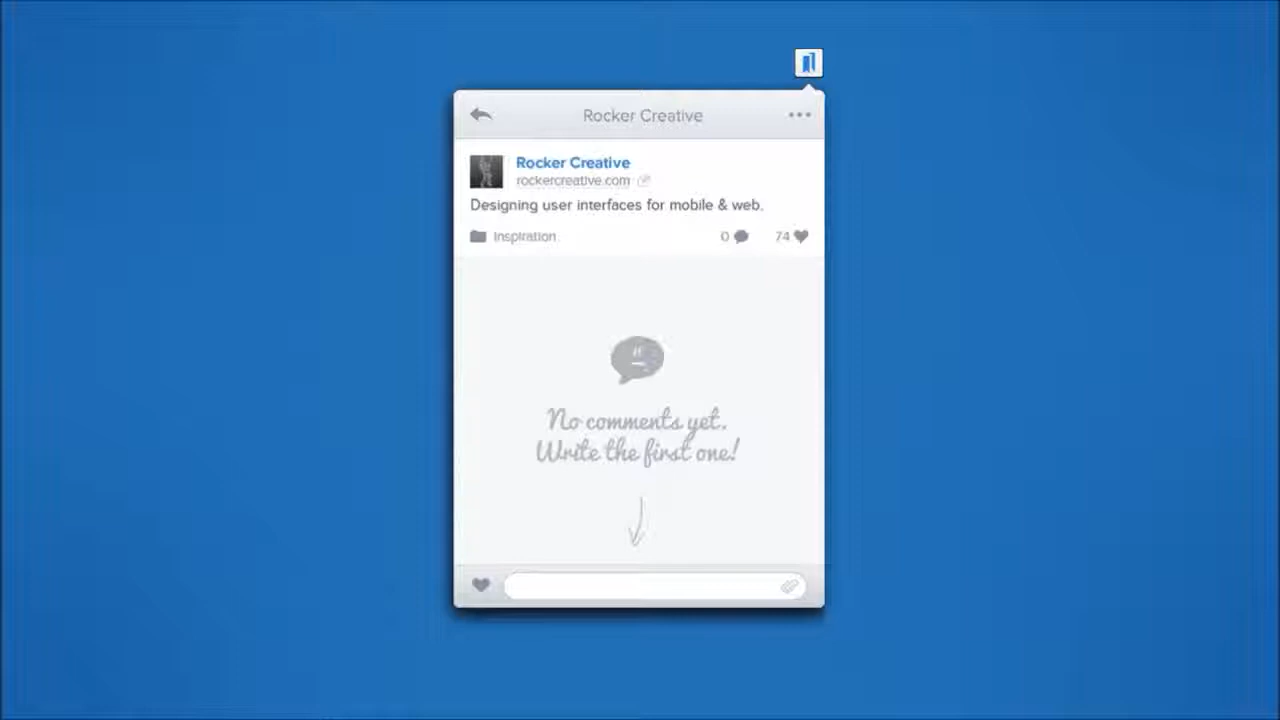 Rocker Creative
Rocker Creative
rockercreative.com
Designing user interfaces for mobile & web.
Inspiration
0
74
No comments yet.
Write the first one!